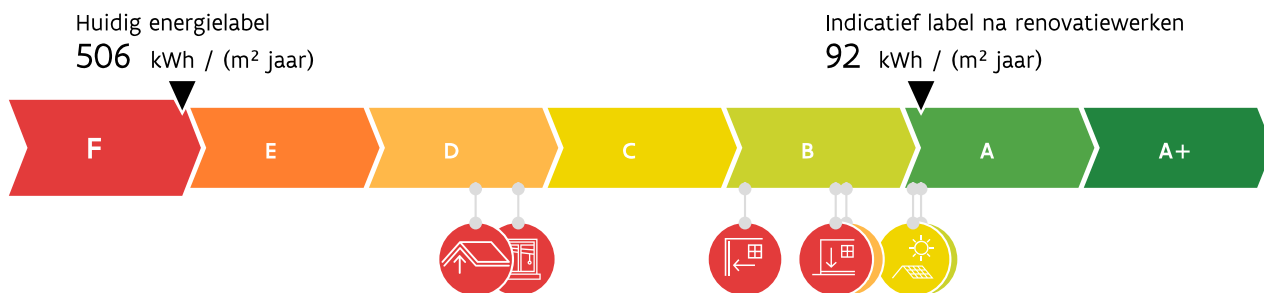 Huidig energielabel
506 kWh / (m² jaar)
Indicatief label na renovatiewerken
92 kWh / (m² jaar)
F E D C B A A+